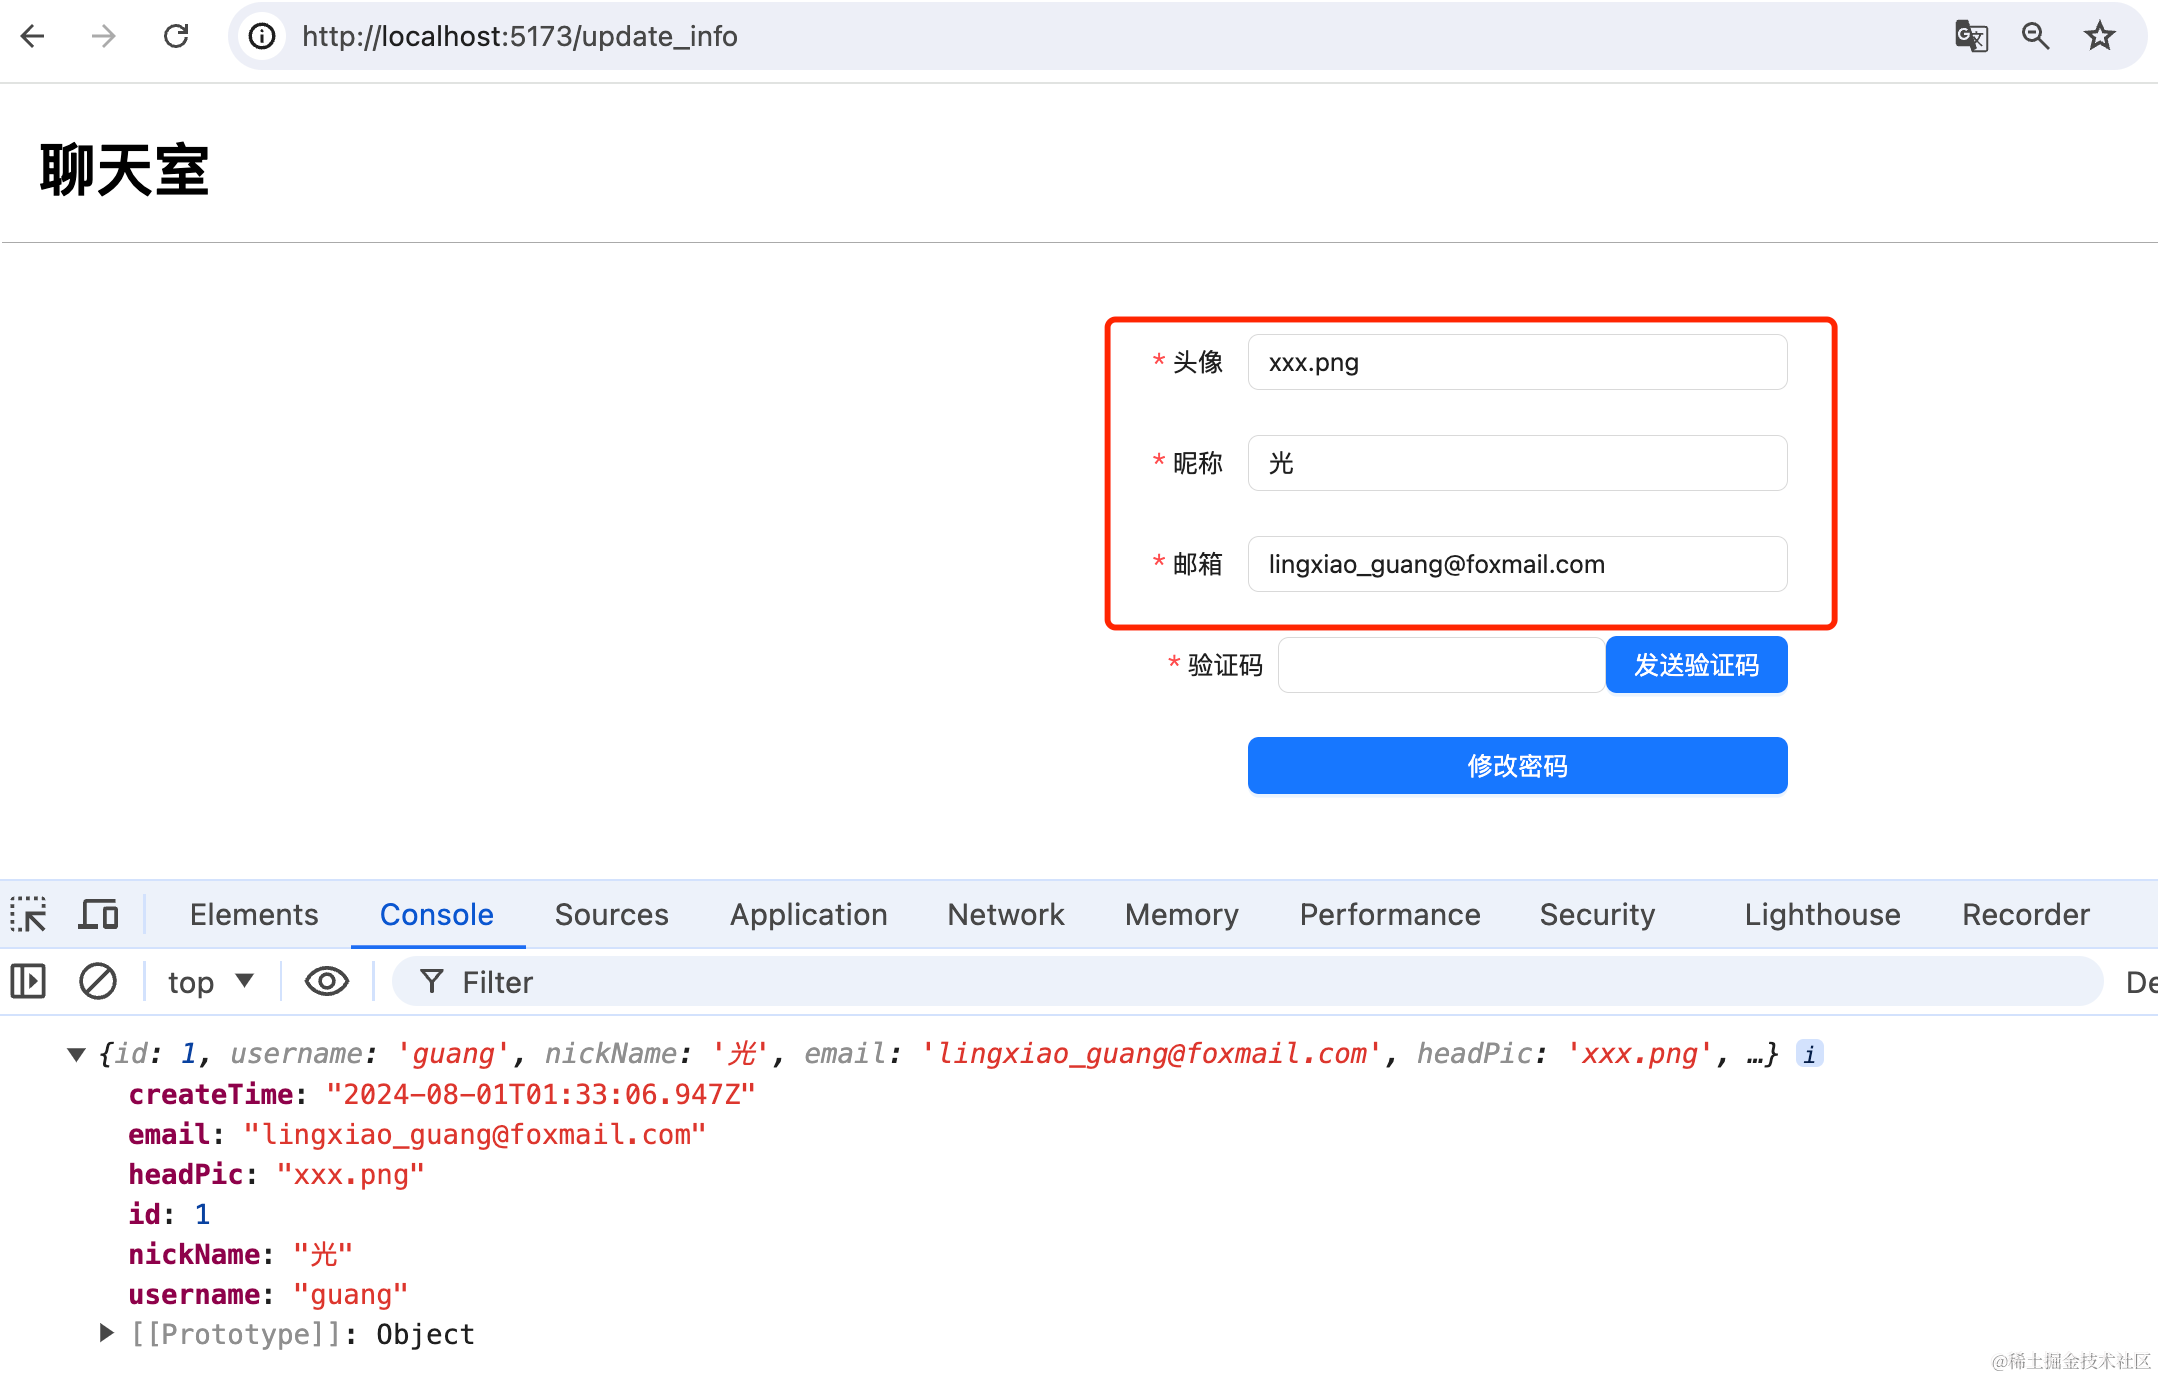 http://localhost:5173/update_info
聊天室
* 头像 xxx.png
* 昵称 光
* 邮箱 lingxiao_guang@foxmail.com
* 验证码 发送验证码
修改密码
Elements Console Sources Application Network Memory Performance Security Lighthouse Recorder
top Filter De
{id: 1, username: 'guang', nickName: '光', email: 'lingxiao_guang@foxmail.com', headPic: 'xxx.png', …} i
createTime: "2024-08-01T01:33:06.947Z"
email: "lingxiao_guang@foxmail.com"
headPic: "xxx.png"
id: 1
nickName: "光"
username: "guang"
[[Prototype]]: Object
@稀土掘金技术社区